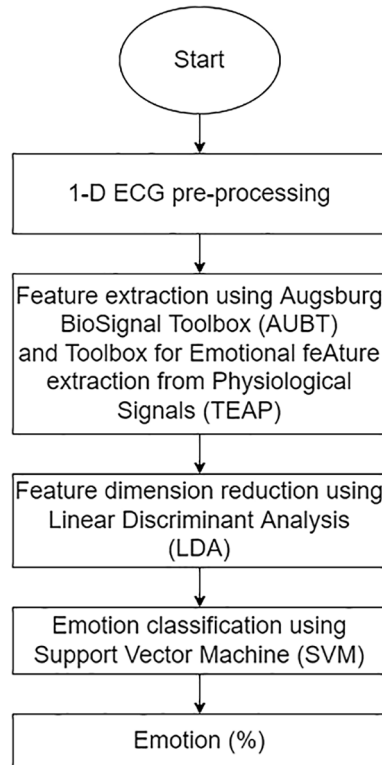 Start
1-D ECG pre-processing
Feature extraction using Augsburg
BioSignal Toolbox (AUBT)
and Toolbox for Emotional feAture
extraction from Physiological
Signals (TEAP)
Feature dimension reduction using
Linear Discriminant Analysis
(LDA)
Emotion classification using
Support Vector Machine (SVM)
Emotion (%)